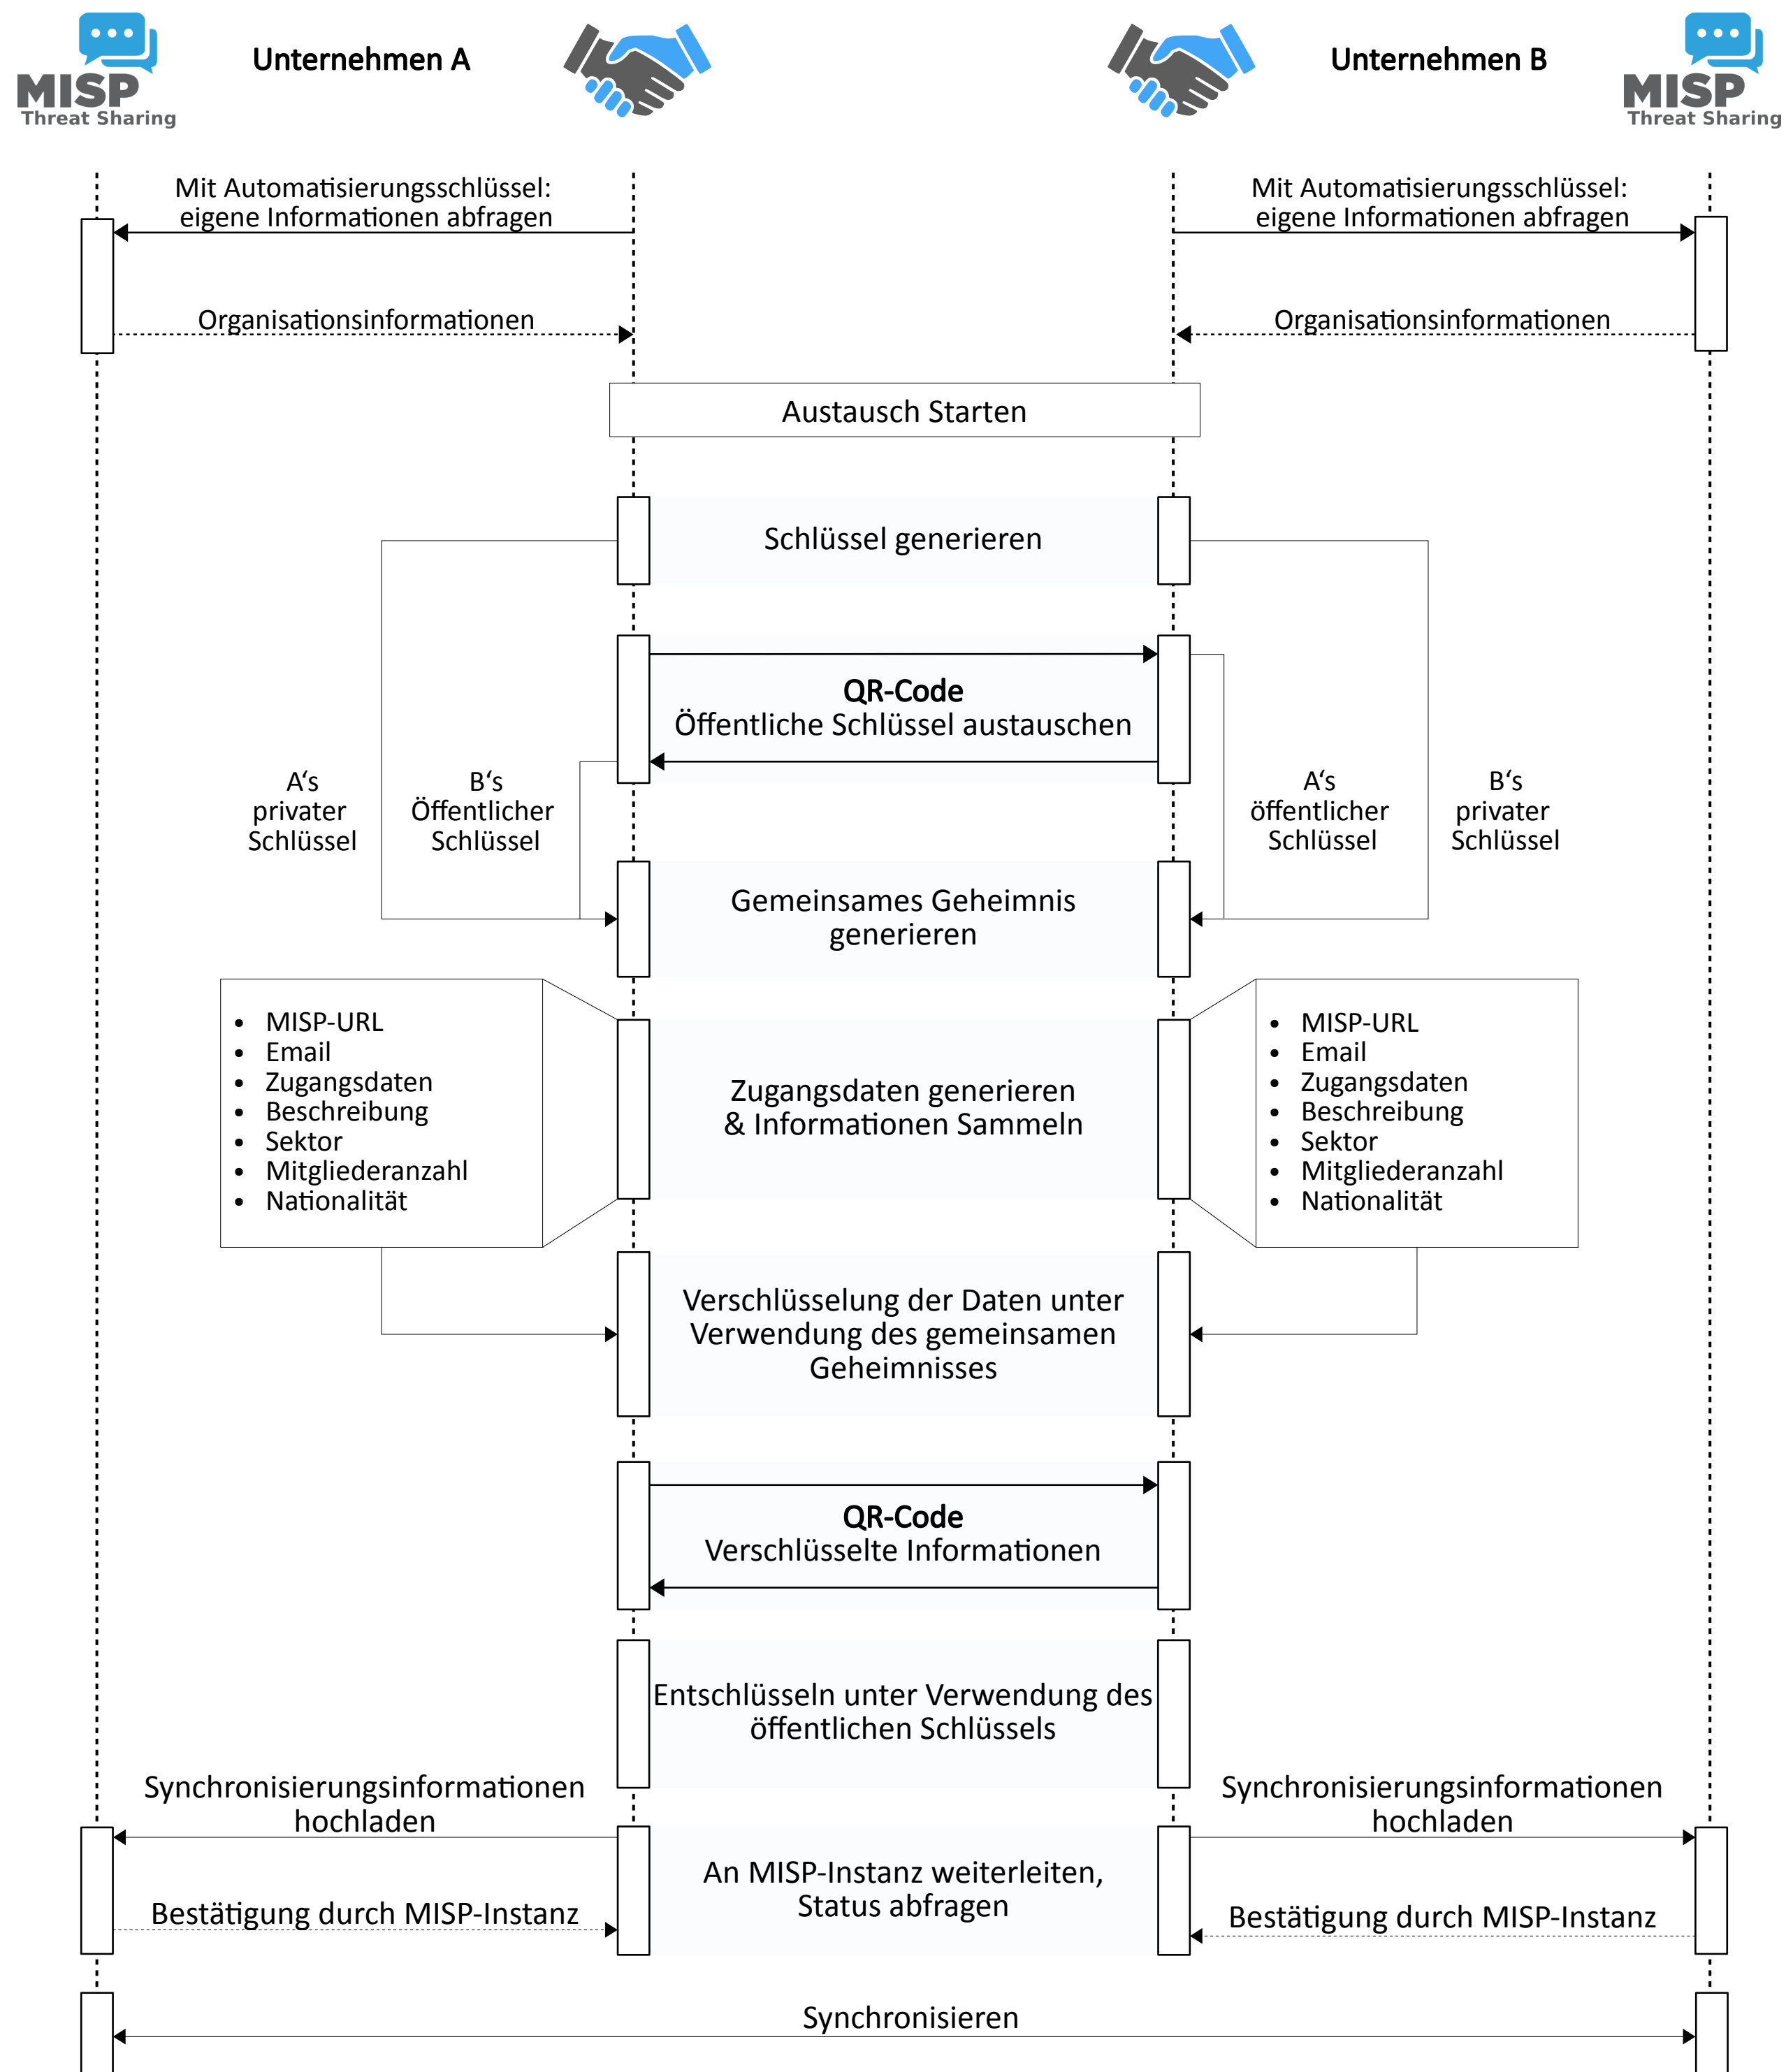 MISP
Threat Sharing
Unternehmen A
Unternehmen B
MISP
Threat Sharing
Mit Automatisierungsschlüssel:
eigene Informationen abfragen
Mit Automatisierungsschlüssel:
eigene Informationen abfragen
Organisationsinformationen
Organisationsinformationen
Austausch Starten
Schlüssel generieren
QR-Code
Öffentliche Schlüssel austauschen
A‘s
privater
Schlüssel
B‘s
Öffentlicher
Schlüssel
A‘s
öffentlicher
Schlüssel
B‘s
privater
Schlüssel
Gemeinsames Geheimnis
generieren
• MISP-URL
• Email
• Zugangsdaten
• Beschreibung
• Sektor
• Mitgliederanzahl
• Nationalität
Zugangsdaten generieren
& Informationen Sammeln
• MISP-URL
• Email
• Zugangsdaten
• Beschreibung
• Sektor
• Mitgliederanzahl
• Nationalität
Verschlüsselung der Daten unter
Verwendung des gemeinsamen
Geheimnisses
QR-Code
Verschlüsselte Informationen
Entschlüsseln unter Verwendung des
öffentlichen Schlüssels
Synchronisierungsinformationen
hochladen
Synchronisierungsinformationen
hochladen
An MISP-Instanz weiterleiten,
Status abfragen
Bestätigung durch MISP-Instanz
Bestätigung durch MISP-Instanz
Synchronisieren